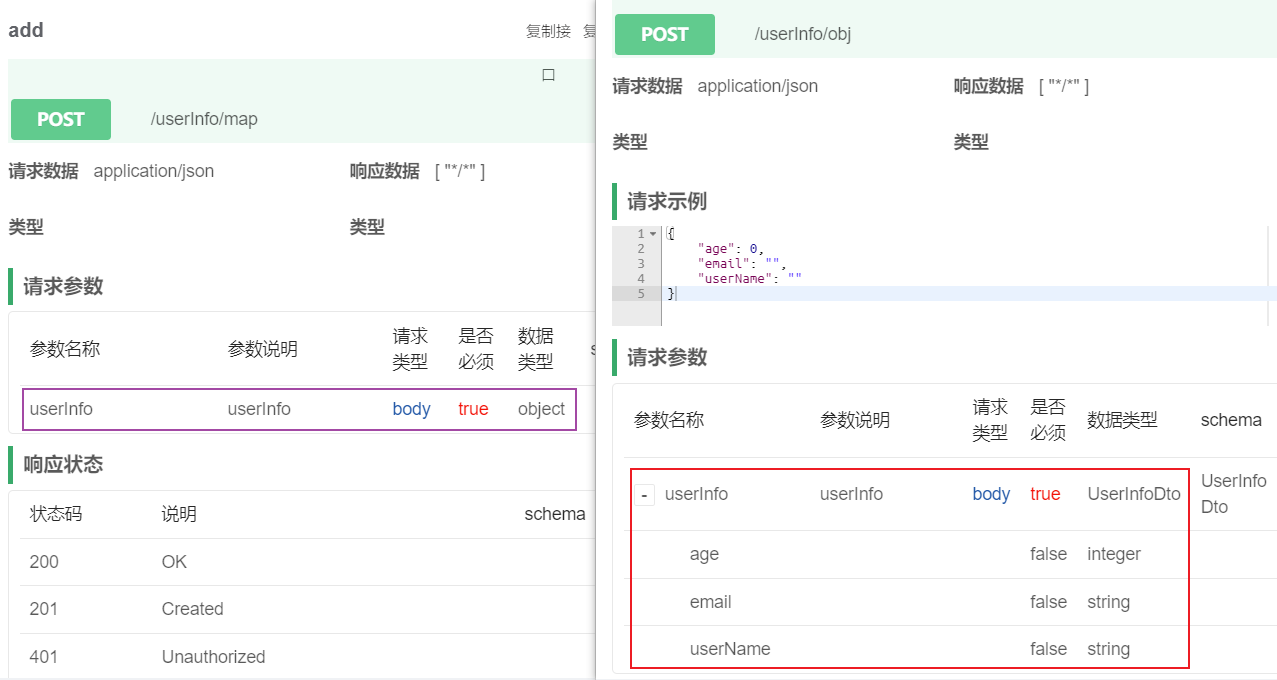 add
复制接 复
POST /userInfo/map
请求数据 application/json 响应数据 [ "*/*" ]
类型 类型
请求参数
参数名称 参数说明 请求 是否 数据
类型 必须 类型
userInfo userInfo body true object
响应状态
状态码 说明 schema
200 OK
201 Created
401 Unauthorized
POST /userInfo/obj
请求数据 application/json 响应数据 [ "*/*" ]
类型 类型
请求示例
1 {
2 "age": 0,
3 "email": "",
4 "userName": ""
5 }
请求参数
参数名称 参数说明 请求 是否 数据类型 schema
类型 必须
- userInfo userInfo body true UserInfoDto UserInfo
Dto
age false integer
email false string
userName false string